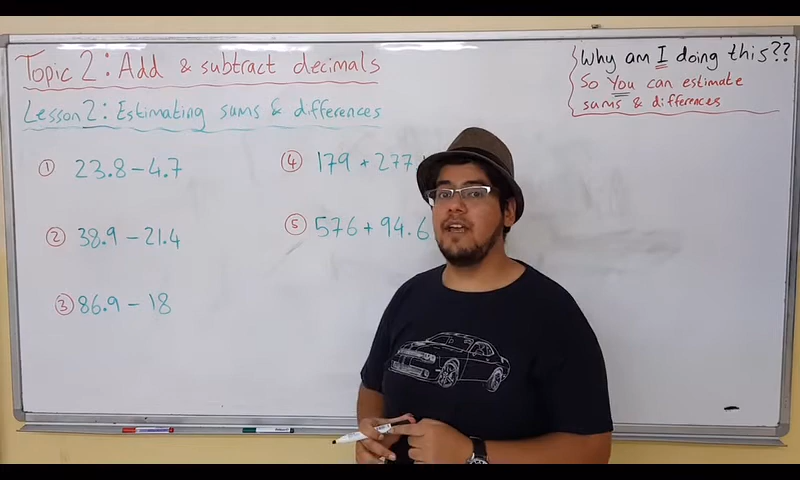 Topic 2: Add & subtract decimals
Lesson 2: Estimating sums & differences
① 23.8 - 4.7
② 38.9 - 21.4
③ 86.9 - 18
④ 179 + 277
⑤ 576 + 94.6
Why am I doing this??
So You can estimate
sums & differences